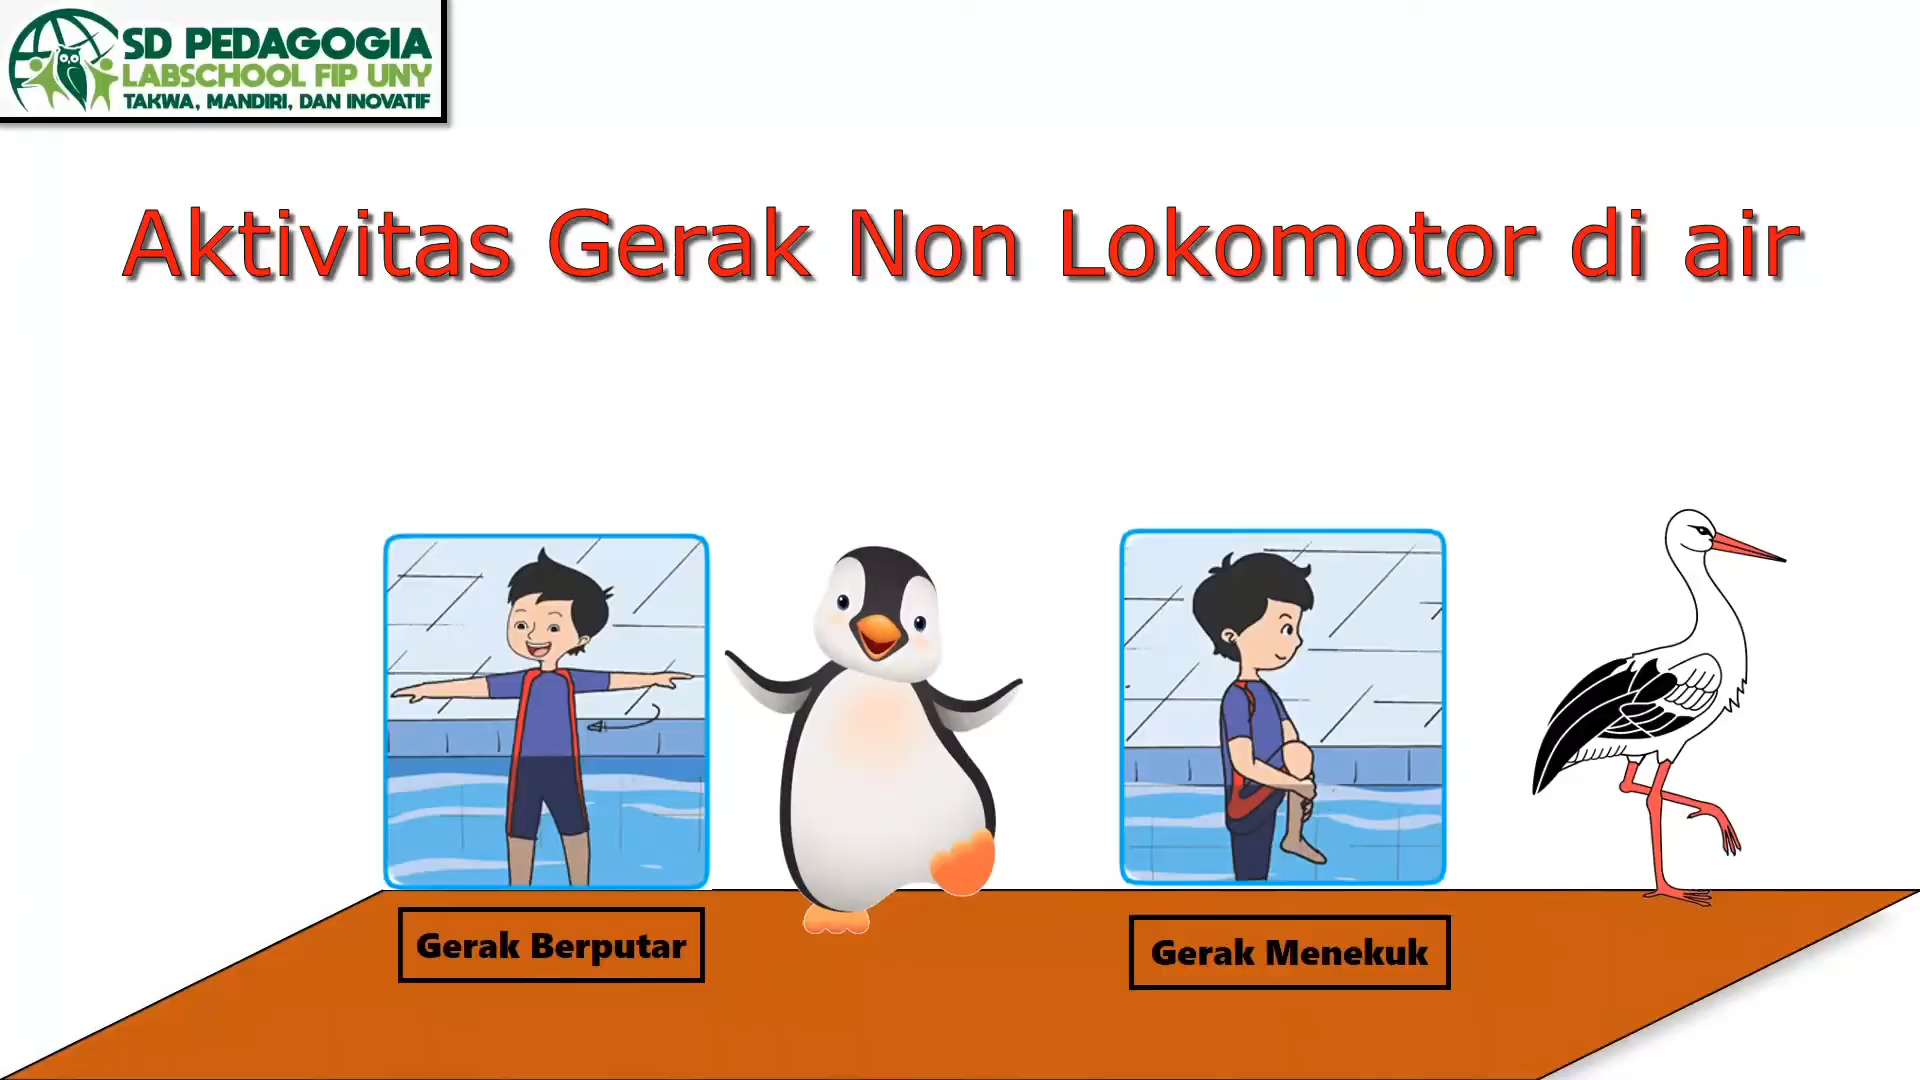 SD PEDAGOGIA
LABSCHOOL FIP UNY
TAKWA, MANDIRI, DAN INOVATIF
Aktivitas Gerak Non Lokomotor di air
Gerak Berputar
Gerak Menekuk